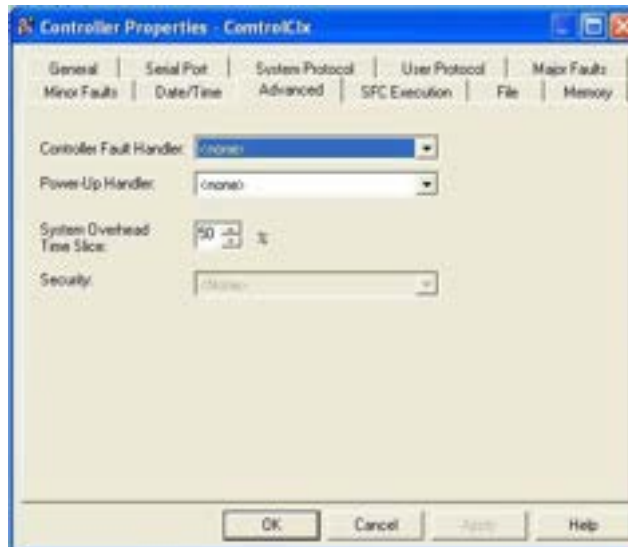 Controller Properties - ComtrolClx
General Serial Port System Protocol User Protocol Major Faults
Minor Faults Date/Time Advanced SFC Execution File Memory
Controller Fault Handler: <none>
Power-Up Handler: <none>
System Overhead
Time Slice: 50 %
Security: <None>
OK Cancel Apply Help